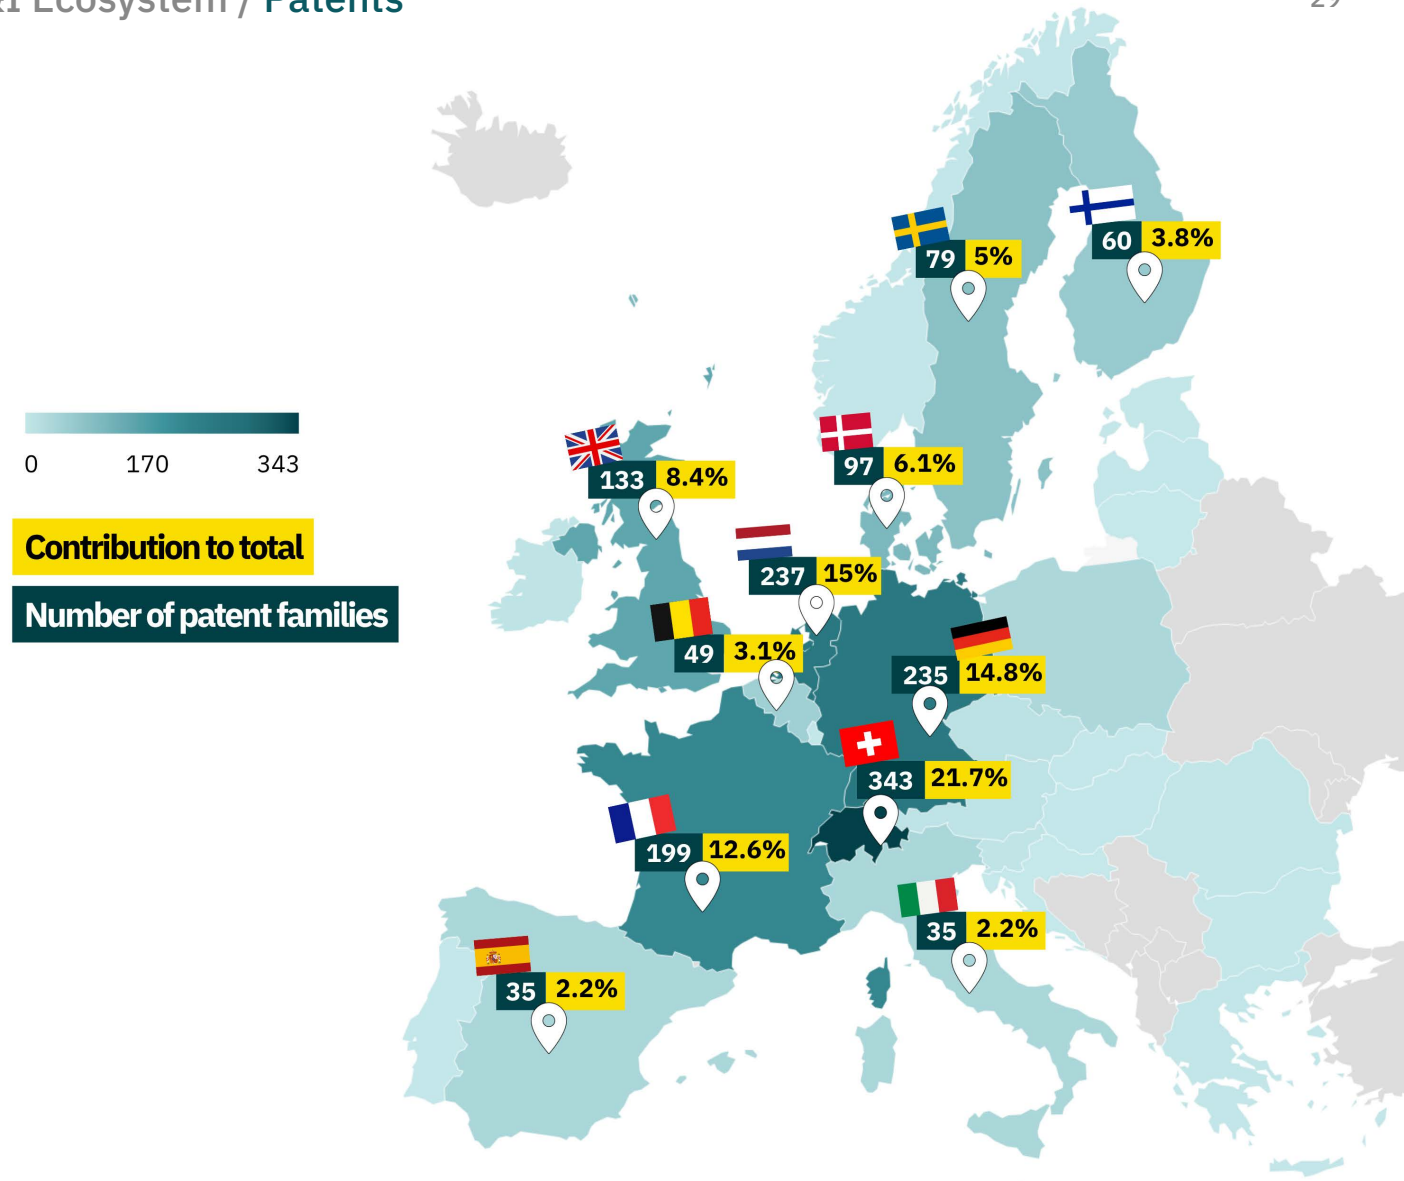 Ecosystem / Patents
79 5%
60 3.8%
0 170 343
133 8.4%
97 6.1%
Contribution to total
237 15%
Number of patent families
49 3.1%
235 14.8%
343 21.7%
199 12.6%
35 2.2%
35 2.2%